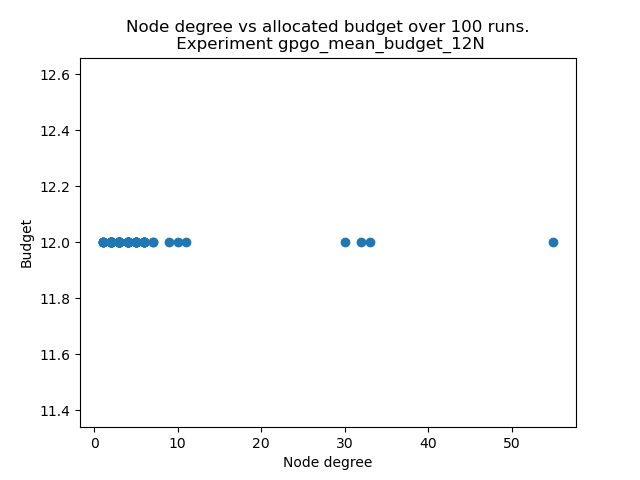 Node degree vs allocated budget over 100 runs.
Experiment gpgo_mean_budget_12N
12.6
12.4
12.2
12.0
11.8
11.6
11.4
Budget
0 10 20 30 40 50
Node degree